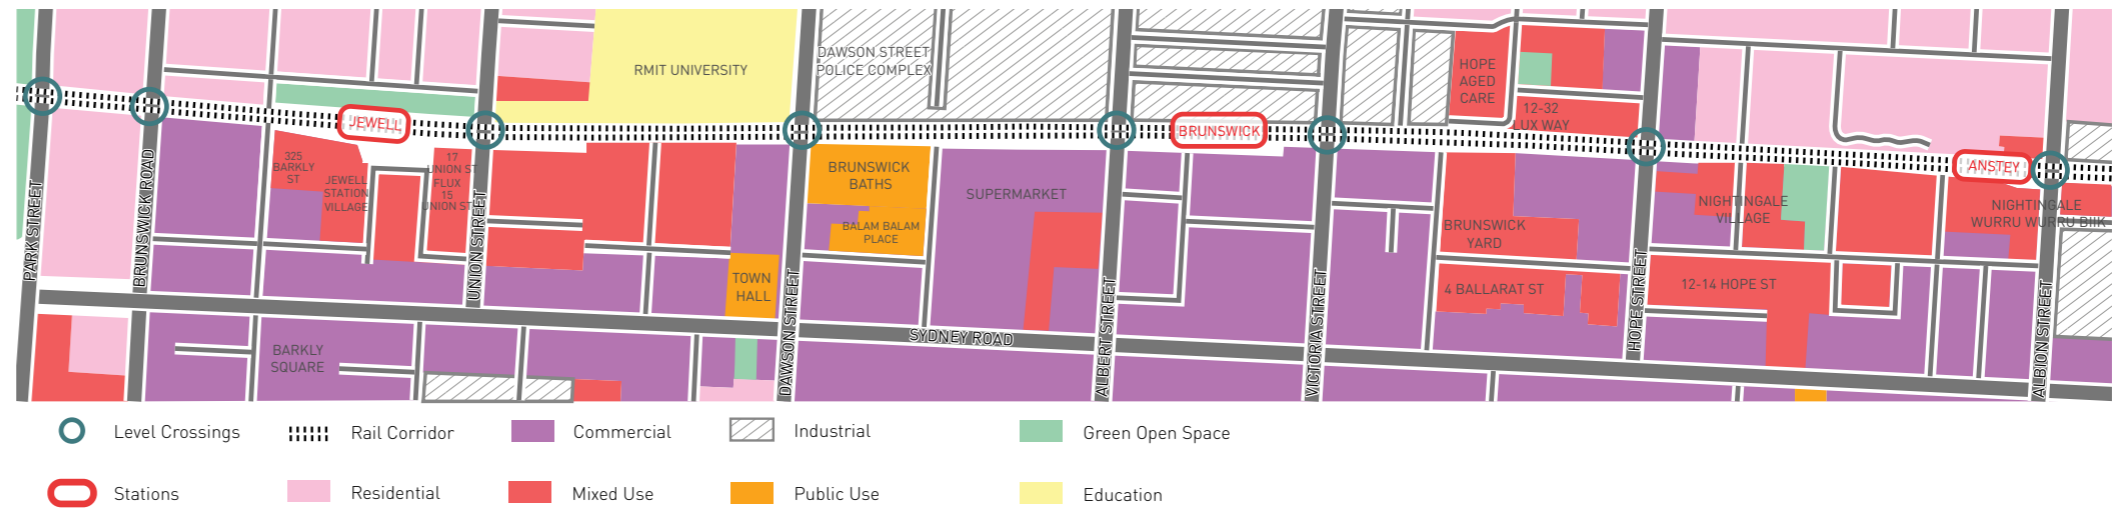 RMIT UNIVERSITY
DAWSON STREET
POLICE COMPLEX
HOPE
AGED
CARE
12-32
LUX WAY
JEWELL
BRUNSWICK
ANSTEY
325
BARKLY
ST
JEWELL
STATION
VILLAGE
17
UNION ST
FLUX
15
UNION ST
BRUNSWICK
BATHS
BALAM BALAM
PLACE
SUPERMARKET
TOWN
HALL
BRUNSWICK
YARD
4 BALLARAT ST
NIGHTINGALE
VILLAGE
12-14 HOPE ST
NIGHTINGALE
WURRU WURRU BIIK
PARK STREET
BRUNSWICK ROAD
UNION STREET
DAWSON STREET
ALBERT STREET
VICTORIA STREET
HOPE STREET
ALBION STREET
SYDNEY ROAD
BARKLY
SQUARE
Level Crossings
Rail Corridor
Commercial
Industrial
Green Open Space
Stations
Residential
Mixed Use
Public Use
Education